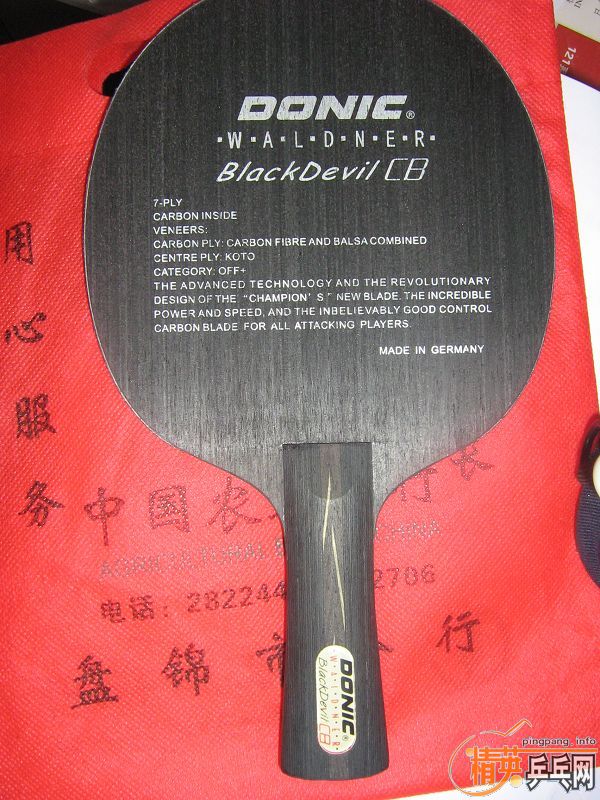 DONIC®
·W·A·L·D·N·E·R·
BlackDevil CB
7-PLY
CARBON INSIDE
VENEERS:
CARBON PLY: CARBON FIBRE AND BALSA COMBINED
CENTRE PLY: KOTO
CATEGORY: OFF+
THE ADVANCED TECHNOLOGY AND THE REVOLUTIONARY
DESIGN OF THE “CHAMPION’S” NEW BLADE. THE INCREDIBLE
POWER AND SPEED, AND THE INBELIEVABLY GOOD CONTROL
CARBON BLADE FOR ALL ATTACKING PLAYERS.
MADE IN GERMANY
用心服务
中国农 行
AGRICULTURAL CHINA
电话: 28224 2706
盘锦市 行
DONIC®
·W·A·L·D·N·E·R·
BlackDevil CB
121
pingpang.info
精英乒乓网